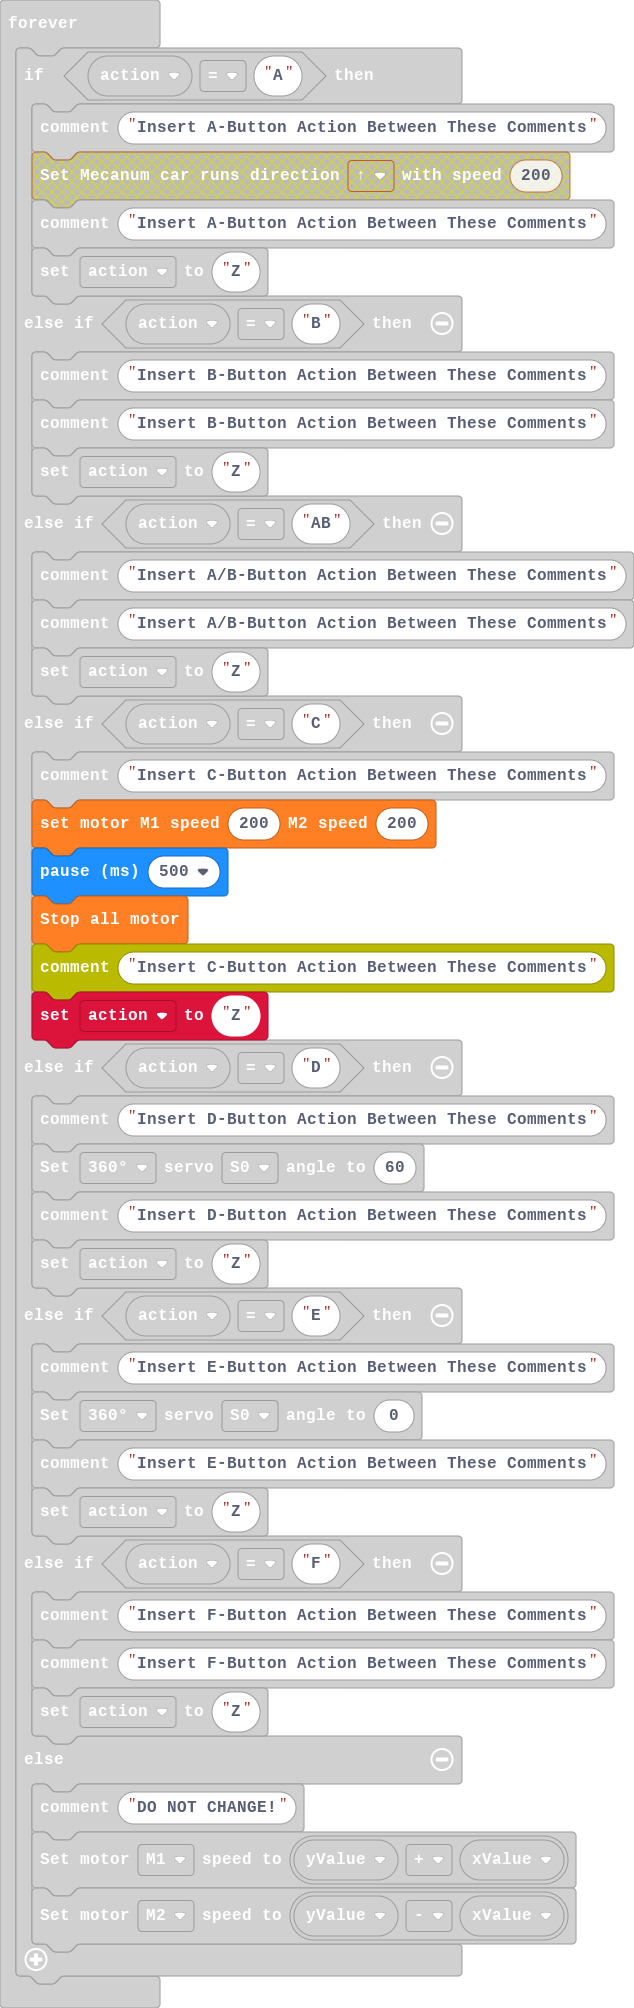 forever
if action = "A" then
comment "Insert A-Button Action Between These Comments"
Set Mecanum car runs direction ↑ with speed 200
comment "Insert A-Button Action Between These Comments"
set action to "Z"
else if action = "B" then
comment "Insert B-Button Action Between These Comments"
comment "Insert B-Button Action Between These Comments"
set action to "Z"
else if action = "AB" then
comment "Insert A/B-Button Action Between These Comments"
comment "Insert A/B-Button Action Between These Comments"
set action to "Z"
else if action = "C" then
comment "Insert C-Button Action Between These Comments"
set motor M1 speed 200 M2 speed 200
pause (ms) 500
Stop all motor
comment "Insert C-Button Action Between These Comments"
set action to "Z"
else if action = "D" then
comment "Insert D-Button Action Between These Comments"
Set 360° servo S0 angle to 60
comment "Insert D-Button Action Between These Comments"
set action to "Z"
else if action = "E" then
comment "Insert E-Button Action Between These Comments"
Set 360° servo S0 angle to 0
comment "Insert E-Button Action Between These Comments"
set action to "Z"
else if action = "F" then
comment "Insert F-Button Action Between These Comments"
comment "Insert F-Button Action Between These Comments"
set action to "Z"
else
comment "DO NOT CHANGE!"
Set motor M1 speed to yValue + xValue
Set motor M2 speed to yValue - xValue